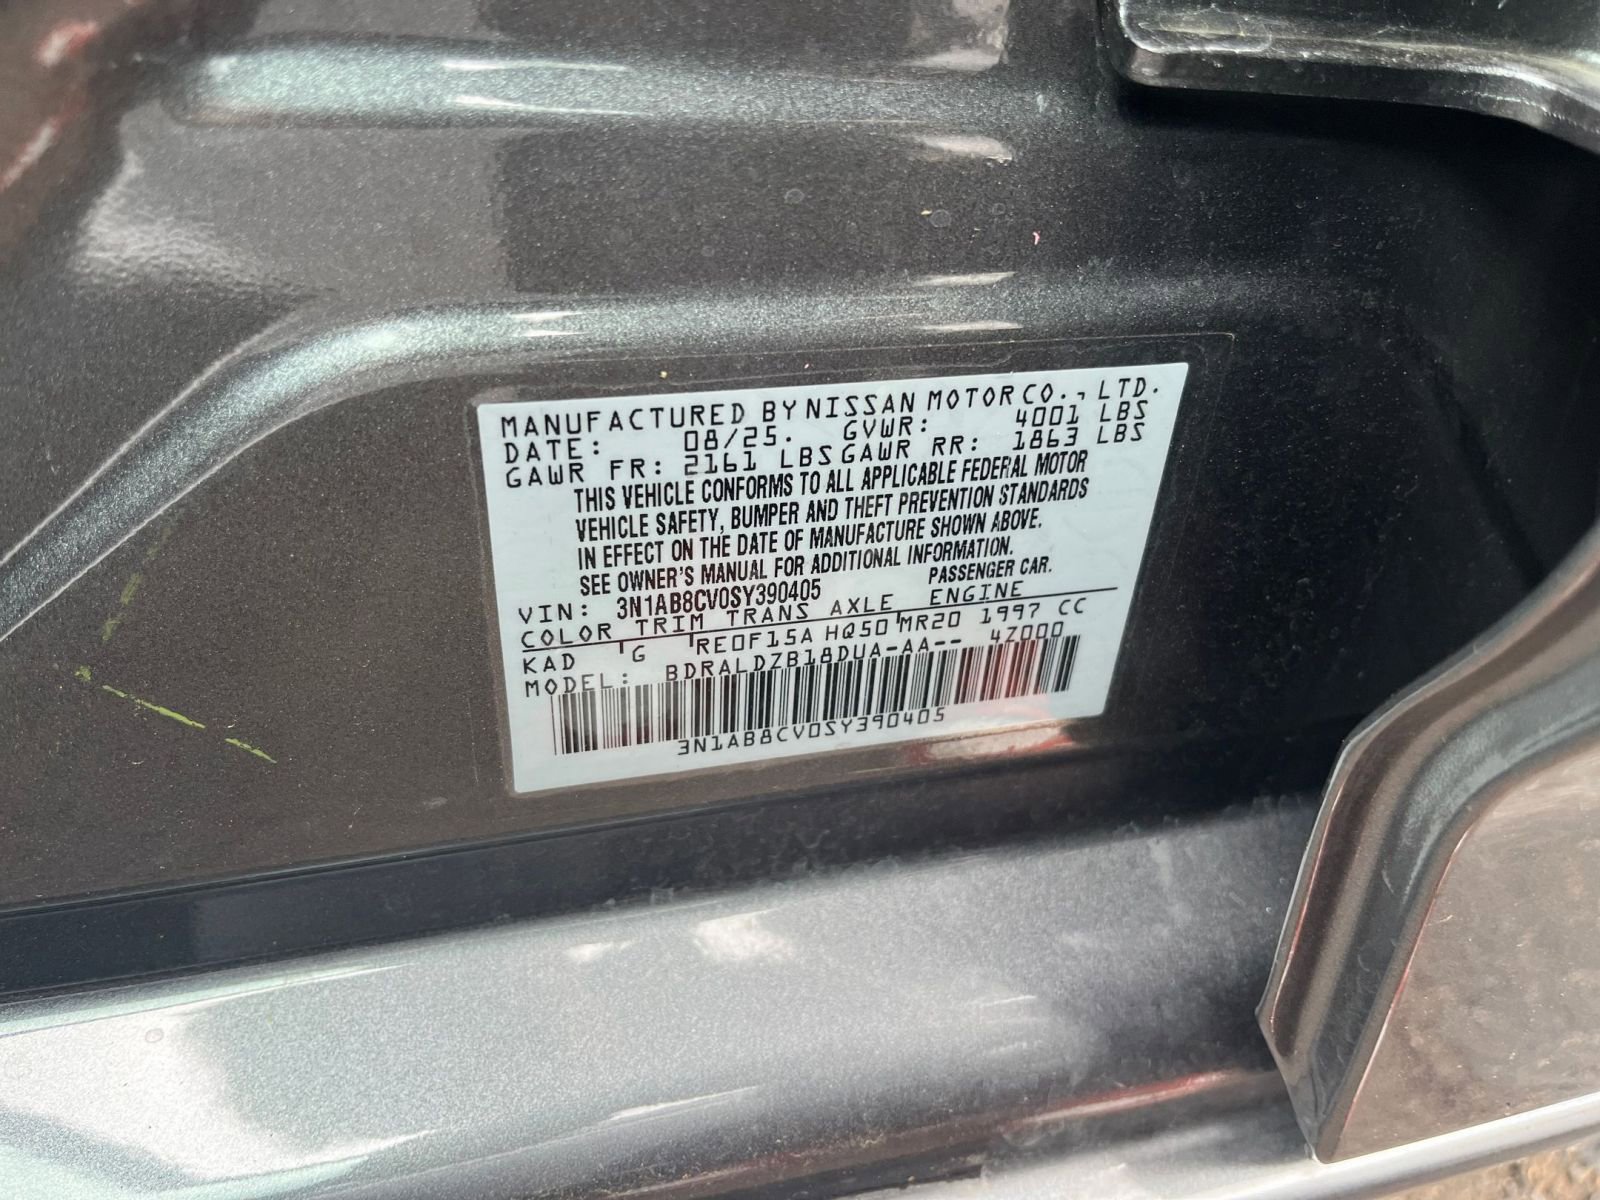 MANUFACTURED BY NISSAN MOTOR CO., LTD.
DATE: 08/25. GVWR: 4001 LBS
GAWR FR: 2161 LBS GAWR RR: 1863 LBS
THIS VEHICLE CONFORMS TO ALL APPLICABLE FEDERAL MOTOR
VEHICLE SAFETY, BUMPER AND THEFT PREVENTION STANDARDS
IN EFFECT ON THE DATE OF MANUFACTURE SHOWN ABOVE.
SEE OWNER'S MANUAL FOR ADDITIONAL INFORMATION.
VIN: 3N1AB8CV0SY390405 PASSENGER CAR.
COLOR TRIM TRANS AXLE ENGINE
KAD G RE0F15A HQ50 MR20 1997 CC
MODEL: BDRALDZB18DUA-AA-- 4Z000
3N1AB8CV0SY390405